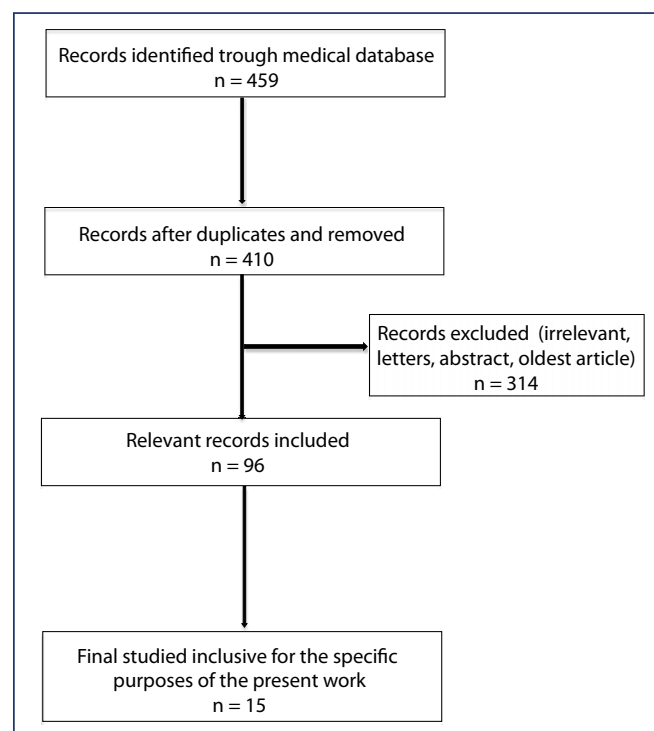 Records identified trough medical database
n = 459
Records after duplicates and removed
n = 410
Records excluded (irrelevant,
letters, abstract, oldest article)
n = 314
Relevant records included
n = 96
Final studied inclusive for the specific
purposes of the present work
n = 15